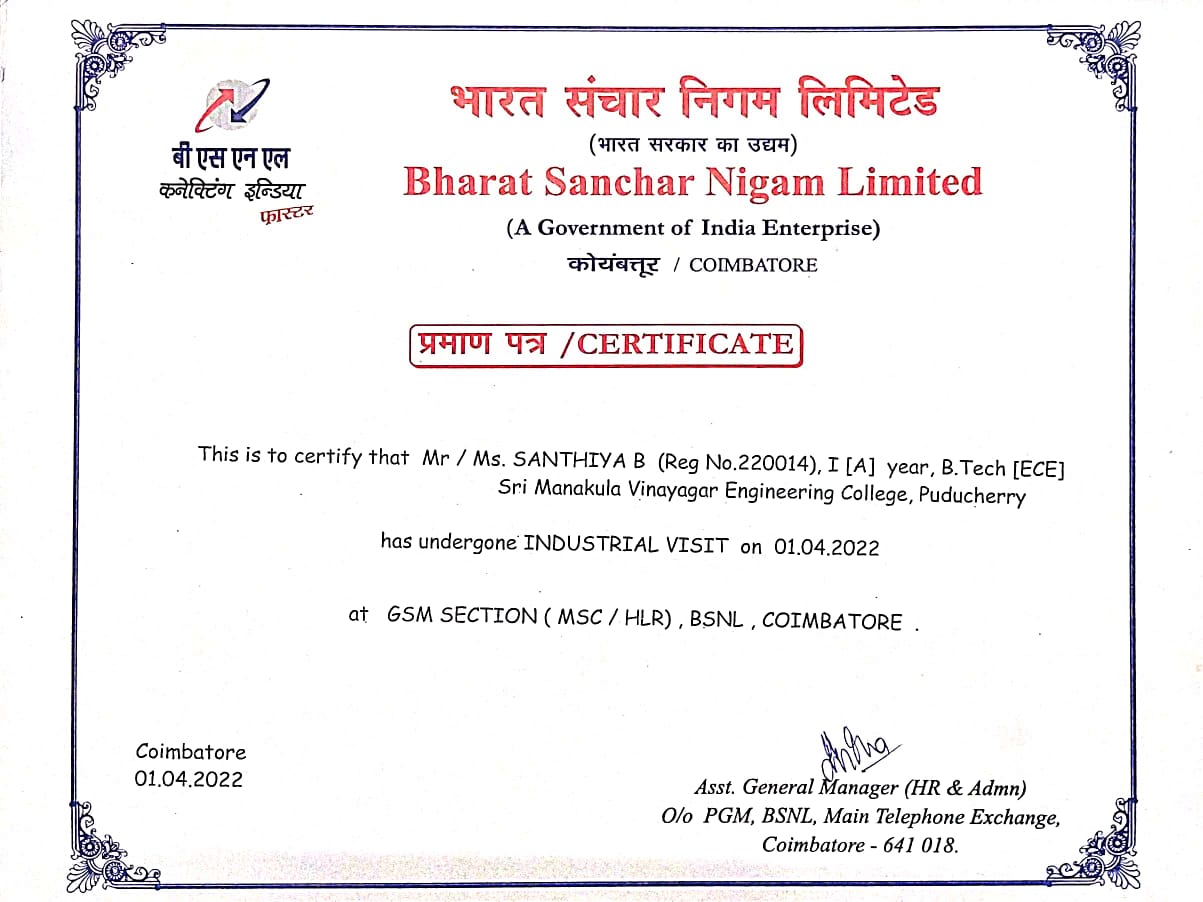 बी एस एन एल
कनेक्टिंग इन्डिया
फ़ास्टर
भारत संचार निगम लिमिटेड
(भारत सरकार का उद्यम)
Bharat Sanchar Nigam Limited
(A Government of India Enterprise)
कोयंबत्तूर / COIMBATORE
प्रमाण पत्र /CERTIFICATE
This is to certify that Mr / Ms. SANTHIYA B (Reg No.220014), I [A] year, B.Tech [ECE]
Sri Manakula Vinayagar Engineering College, Puducherry
has undergone INDUSTRIAL VISIT on 01.04.2022
at GSM SECTION ( MSC / HLR) , BSNL , COIMBATORE .
Coimbatore
01.04.2022
Asst. General Manager (HR & Admn)
O/o PGM, BSNL, Main Telephone Exchange,
Coimbatore - 641 018.